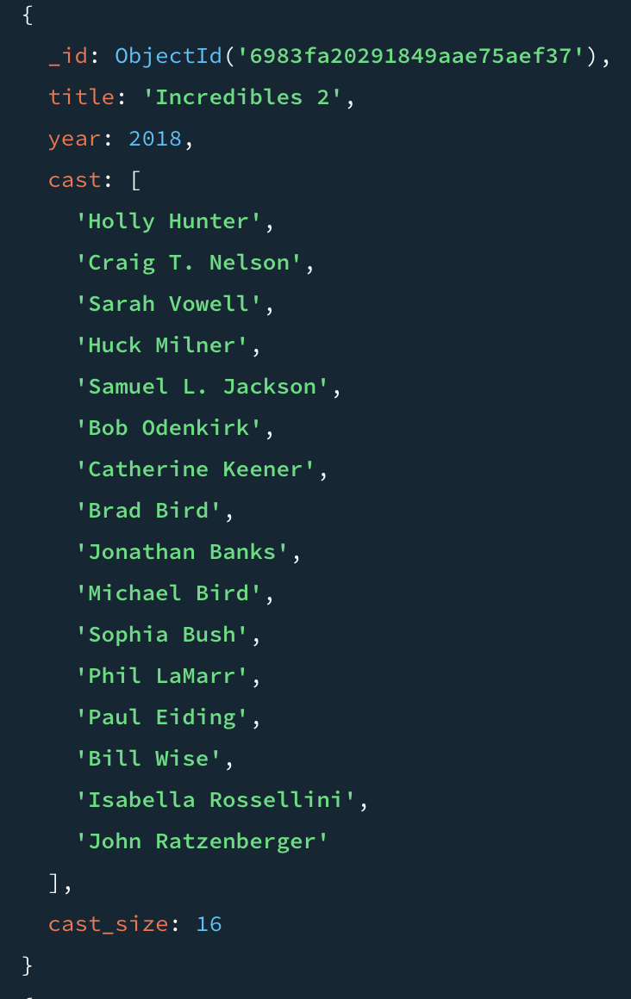 {
_id: ObjectId('6983fa20291849aae75aef37'),
title: 'Incredibles 2',
year: 2018,
cast: [
'Holly Hunter',
'Craig T. Nelson',
'Sarah Vowell',
'Huck Milner',
'Samuel L. Jackson',
'Bob Odenkirk',
'Catherine Keener',
'Brad Bird',
'Jonathan Banks',
'Michael Bird',
'Sophia Bush',
'Phil LaMarr',
'Paul Eiding',
'Bill Wise',
'Isabella Rossellini',
'John Ratzenberger'
],
cast_size: 16
}